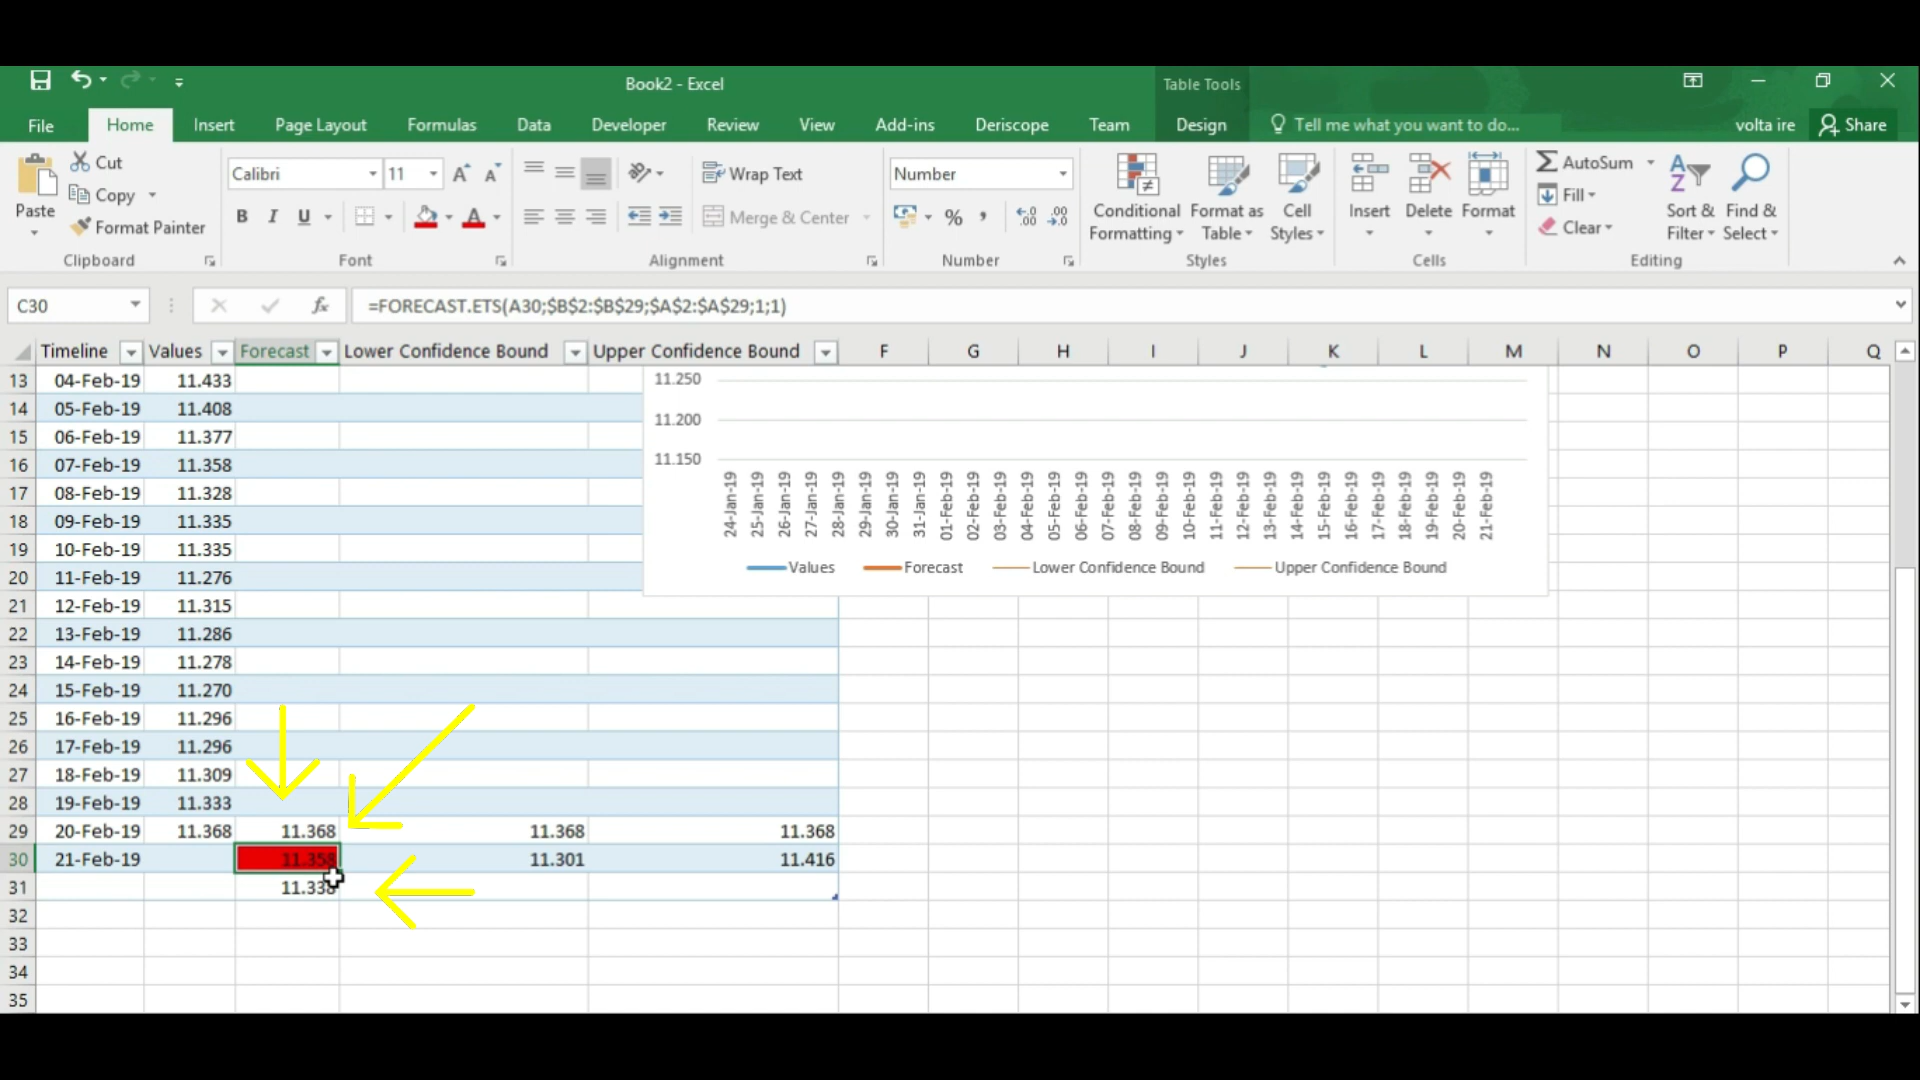 Book2 - Excel
Table Tools
File Home Insert Page Layout Formulas Data Developer Review View Add-ins Deriscope Team Design Tell me what you want to do... volta ire Share
Paste
Cut
Copy
Format Painter
Clipboard
Calibri 11
B I U
Font
Wrap Text
Merge & Center
Alignment
Number
%
Number
Conditional Formatting
Format as Table
Cell Styles
Styles
Insert
Delete
Format
Cells
AutoSum
Fill
Clear
Sort & Filter
Find & Select
Editing
C30 fx =FORECAST.ETS(A30;$B$2:$B$29;$A$2:$A$29;1;1)
Timeline Values Forecast Lower Confidence Bound Upper Confidence Bound F G H I J K L M N O P Q
13 04-Feb-19 11.433
14 05-Feb-19 11.408
15 06-Feb-19 11.377
16 07-Feb-19 11.358
17 08-Feb-19 11.328
18 09-Feb-19 11.335
19 10-Feb-19 11.335
20 11-Feb-19 11.276
21 12-Feb-19 11.315
22 13-Feb-19 11.286
23 14-Feb-19 11.278
24 15-Feb-19 11.270
25 16-Feb-19 11.296
26 17-Feb-19 11.296
27 18-Feb-19 11.309
28 19-Feb-19 11.333
29 20-Feb-19 11.368 11.368 11.368 11.368
30 21-Feb-19 11.358 11.301 11.416
31 11.338
32
33
34
35
11.250
11.200
11.150
24-Jan-19 25-Jan-19 26-Jan-19 27-Jan-19 28-Jan-19 29-Jan-19 30-Jan-19 31-Jan-19 01-Feb-19 02-Feb-19 03-Feb-19 04-Feb-19 05-Feb-19 06-Feb-19 07-Feb-19 08-Feb-19 09-Feb-19 10-Feb-19 11-Feb-19 12-Feb-19 13-Feb-19 14-Feb-19 15-Feb-19 16-Feb-19 17-Feb-19 18-Feb-19 19-Feb-19 20-Feb-19 21-Feb-19
Values Forecast Lower Confidence Bound Upper Confidence Bound